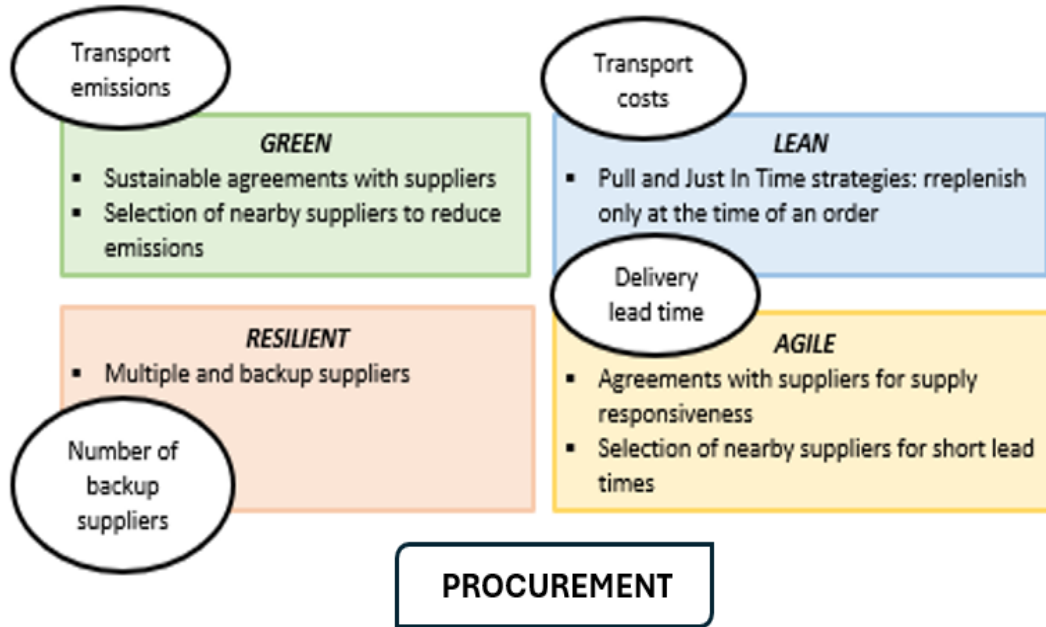 Transport
emissions
GREEN
▪ Sustainable agreements with suppliers
▪ Selection of nearby suppliers to reduce
emissions
Transport
costs
LEAN
▪ Pull and Just In Time strategies: rreplenish
only at the time of an order
RESILIENT
▪ Multiple and backup suppliers
Number of
backup
suppliers
Delivery
lead time
AGILE
▪ Agreements with suppliers for supply
responsiveness
▪ Selection of nearby suppliers for short lead
times
PROCUREMENT